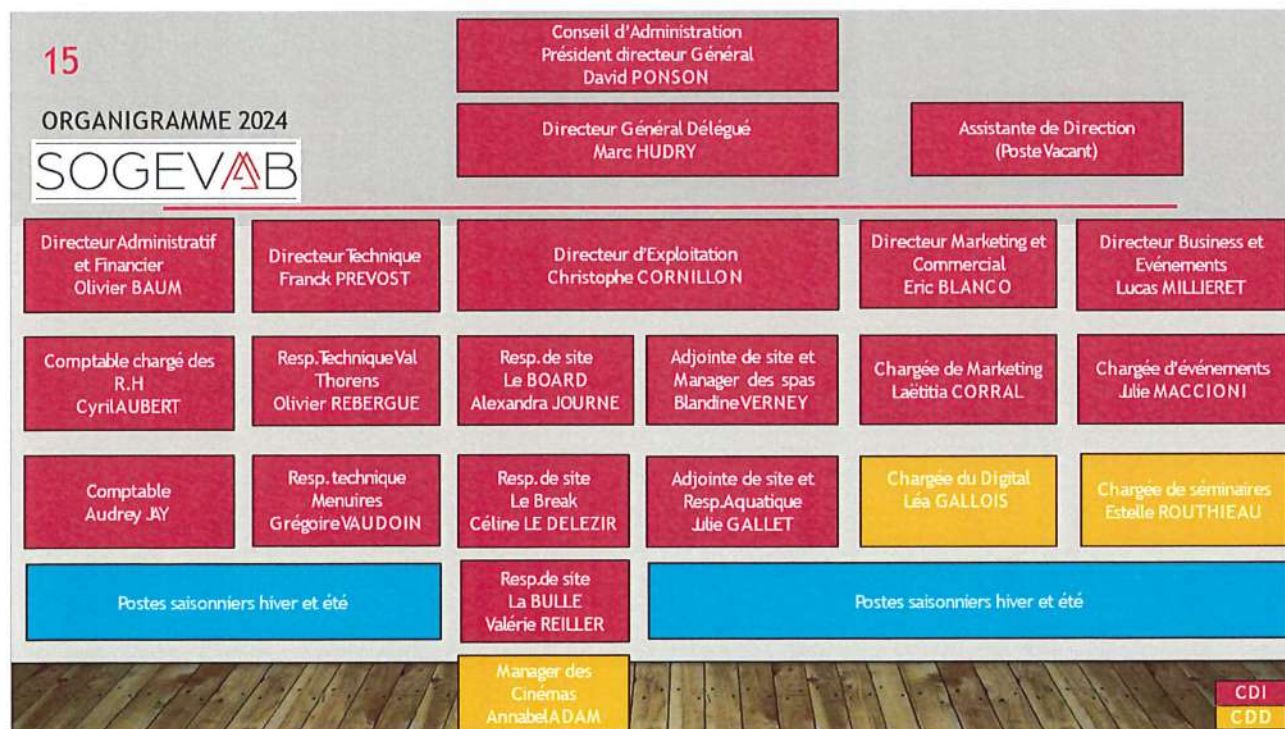 15
Conseil d'Administration
Président directeur Général
David PONSON
ORGANIGRAMME 2024
SOGEVAB
Directeur Général Délégué
Marc HUDRY
Assistante de Direction
(Poste Vacant)
Directeur Administratif
et Financier
Olivier BAUM
Directeur Technique
Franck PREVOST
Directeur d'Exploitation
Christophe CORNILLON
Directeur Marketing et
Commercial
Eric BLANCO
Directeur Business et
Evénements
Lucas MILLIERET
Comptable chargé des
R.H
Cyril AUBERT
Resp. Technique Val
Thorens
Olivier REBERGUE
Resp. de site
Le BOARD
Alexandra JOURNE
Adjointe de site et
Manager des spas
Blandine VERNEY
Chargée de Marketing
Laëtitia CORRAL
Chargée d'événements
Julie MACCIONI
Comptable
Audrey JAY
Resp. technique
Menuires
Grégoire VAUDOIN
Resp. de site
Le Break
Céline LE DELEZIR
Adjointe de site et
Resp. Aquatique
Julie GALLET
Chargée du Digital
Léa GALLOIS
Chargée de séminaires
Estelle ROUTHIEAU
Postes saisonniers hiver et été
Resp. de site
La BULLE
Valérie REILLER
Postes saisonniers hiver et été
Manager des
Cinémas
Annabel ADAM
CDI
CDD